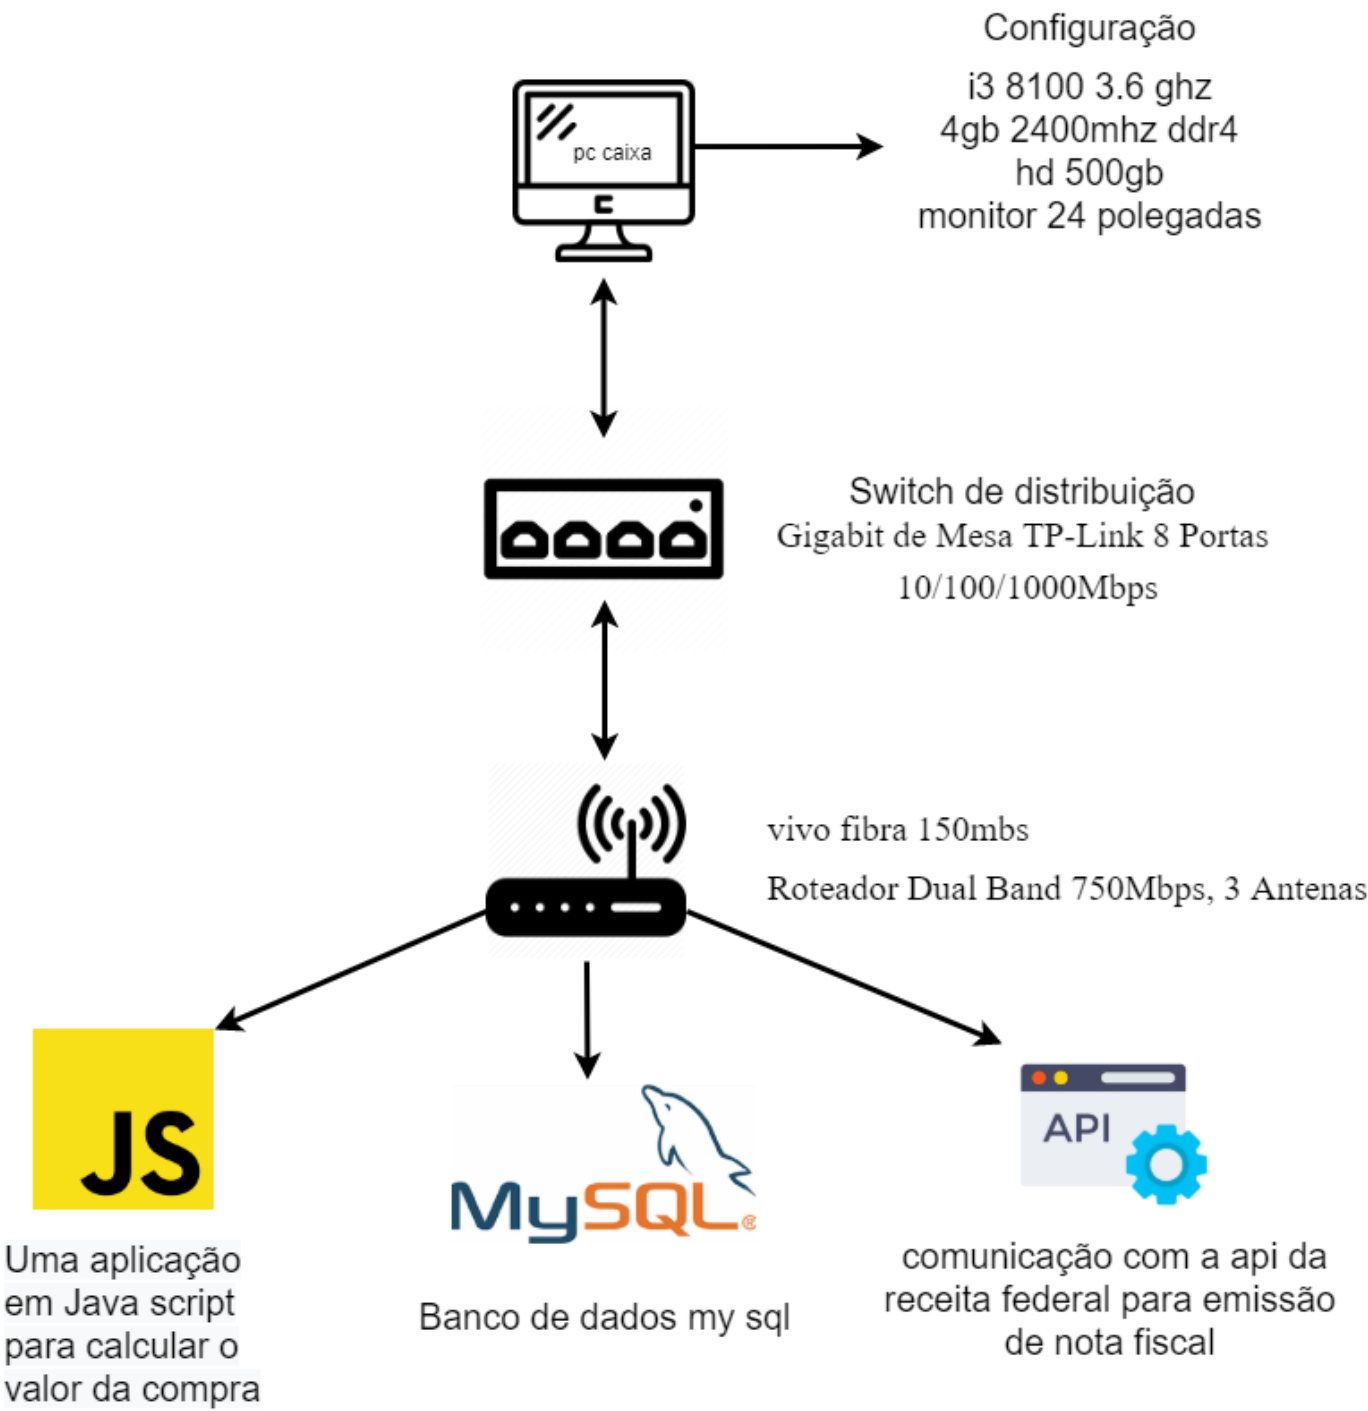 Configuração
i3 8100 3.6 ghz
4gb 2400mhz ddr4
hd 500gb
monitor 24 polegadas
pc caixa
Switch de distribuição
Gigabit de Mesa TP-Link 8 Portas
10/100/1000Mbps
vivo fibra 150mbs
Roteador Dual Band 750Mbps, 3 Antenas
JS
Uma aplicação
em Java script
para calcular o
valor da compra
MySQL®
Banco de dados my sql
API
comunicação com a api da
receita federal para emissão
de nota fiscal